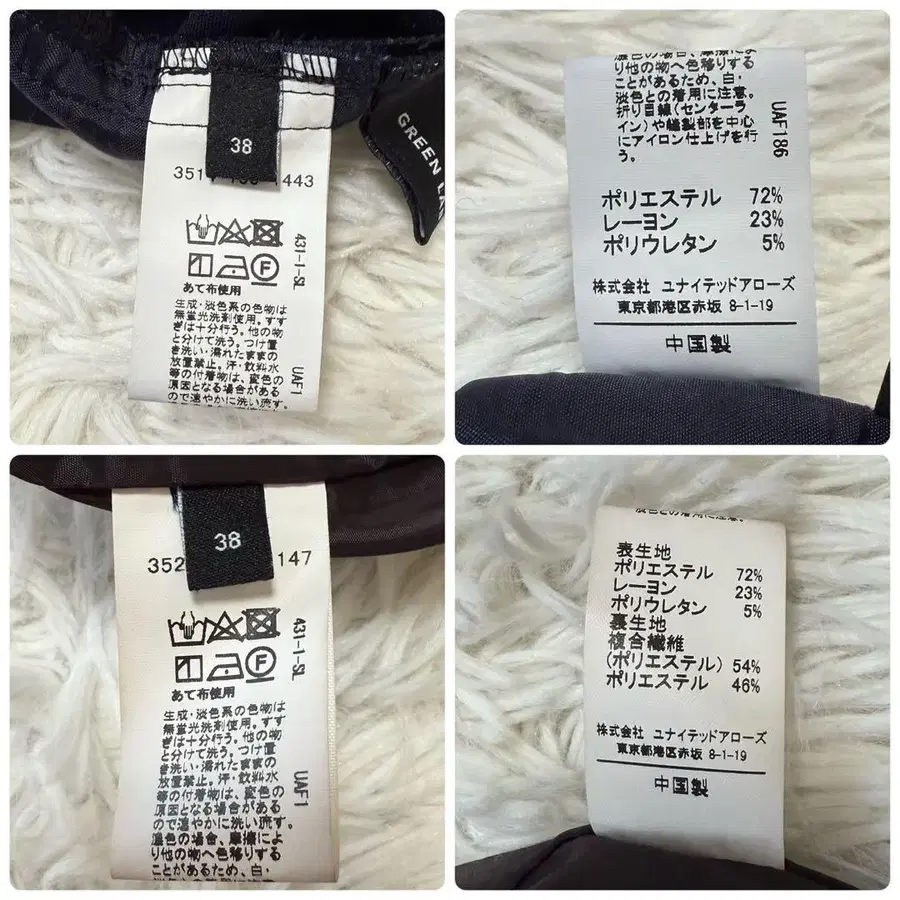 38
GREEN LA
443
431-1-SL
あて布使用
生成・淡色系の色物は
無蛍光洗剤使用。すす
ぎは十分行う。他の物
と分けて洗う。つけ置
き洗い・濡れたままの
放置禁止。汗・飲料水
等の付着物は、変色の
原因となる場合がある
ので速やかに洗い流す。
UAF1
濃色の場合、摩擦によ
り他の物へ色移りする
ことがあるため、白・
淡色との着用に注意。
折り目線(センターラ
イン)や縫製部を中心
にアイロン仕上げを行
う。
UAF186
ポリエステル 72%
レーヨン 23%
ポリウレタン 5%
株式会社 ユナイテッドアローズ
東京都港区赤坂 8-1-19
中国製
38
352 147
431-1-SL
あて布使用
生成・淡色系の色物は
無蛍光洗剤使用。すす
ぎは十分行う。他の物
と分けて洗う。つけ置
き洗い・濡れたままの
放置禁止。汗・飲料水
等の付着物は、変色の
原因となる場合がある
ので速やかに洗い流す。
濃色の場合、摩擦によ
り他の物へ色移りする
ことがあるため、白・
UAF1
淡色との着用に注意。
表生地
ポリエステル 72%
レーヨン 23%
ポリウレタン 5%
裏生地
複合繊維
(ポリエステル) 54%
ポリエステル 46%
株式会社 ユナイテッドアローズ
東京都港区赤坂 8-1-19
中国製